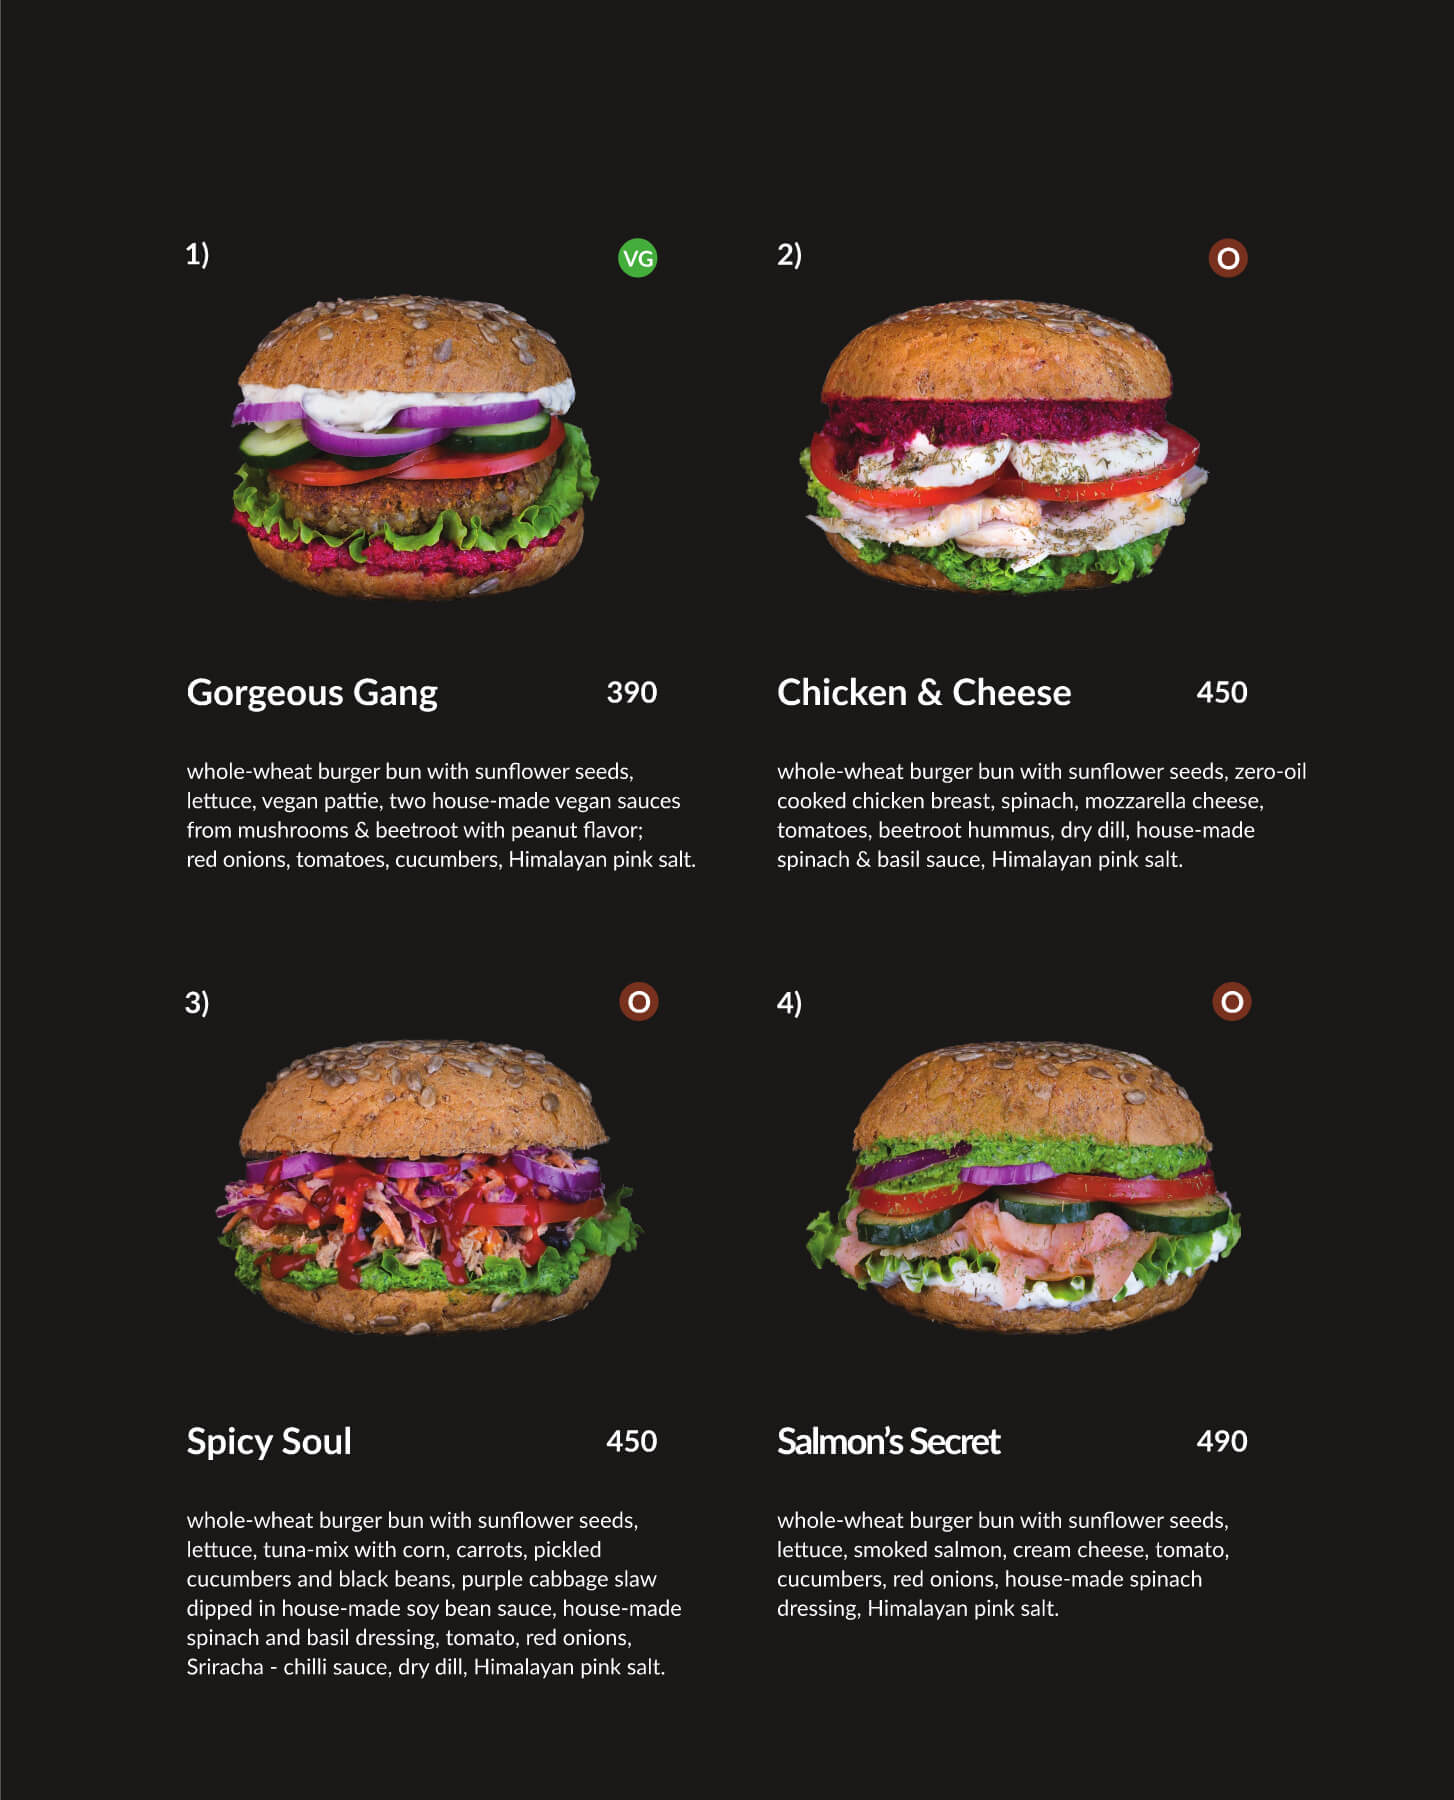 1)
VG
Gorgeous Gang 390
whole-wheat burger bun with sunflower seeds,
lettuce, vegan pattie, two house-made vegan sauces
from mushrooms & beetroot with peanut flavor;
red onions, tomatoes, cucumbers, Himalayan pink salt.
2)
O
Chicken & Cheese 450
whole-wheat burger bun with sunflower seeds, zero-oil
cooked chicken breast, spinach, mozzarella cheese,
tomatoes, beetroot hummus, dry dill, house-made
spinach & basil sauce, Himalayan pink salt.
3)
O
Spicy Soul 450
whole-wheat burger bun with sunflower seeds,
lettuce, tuna-mix with corn, carrots, pickled
cucumbers and black beans, purple cabbage slaw
dipped in house-made soy bean sauce, house-made
spinach and basil dressing, tomato, red onions,
Sriracha - chilli sauce, dry dill, Himalayan pink salt.
4)
O
Salmon's Secret 490
whole-wheat burger bun with sunflower seeds,
lettuce, smoked salmon, cream cheese, tomato,
cucumbers, red onions, house-made spinach
dressing, Himalayan pink salt.